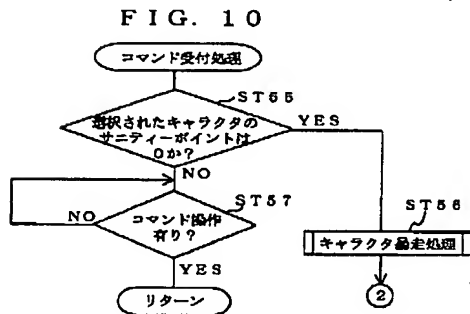 FIG. 10
コマンド受付処理
ST55
選択されたキャラクタの
サニティーポイントは
0か?
YES
NO
ST57
ST56
NO
コマンド操作
有り?
キャラクタ暴走処理
YES
2
リターン